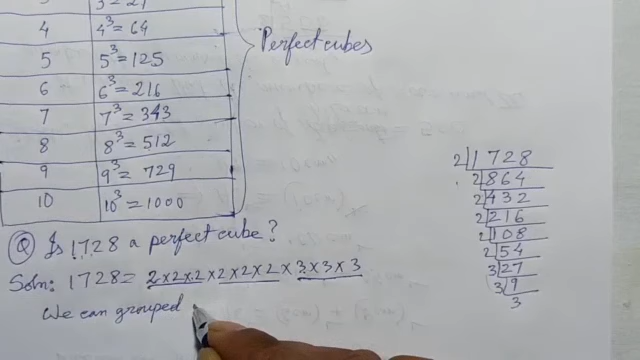 3 = 27
4 4³ = 64
5 5³ = 125
6 6³ = 216
7 7³ = 343
8 8³ = 512
9 9³ = 729
10 10³ = 1000
Perfect cubes
Q Is 1728 a perfect cube?
Soln: 1728 = 2×2×2×2×2×2×3×3×3
We can grouped
2 1728
2 864
2 432
2 216
2 108
2 54
3 27
3 9
3